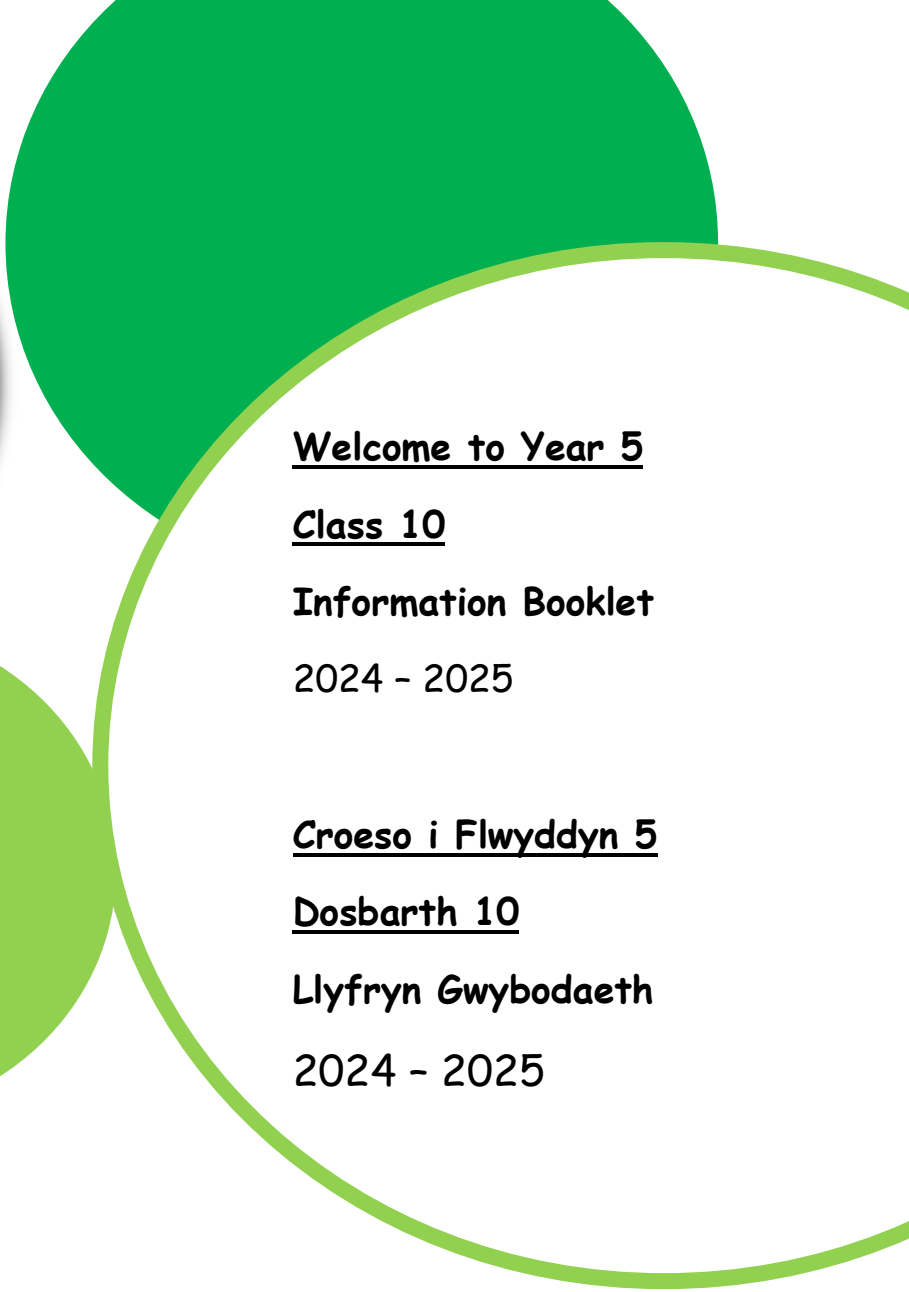 Welcome to Year 5
Class 10
Information Booklet
2024 – 2025
Croeso i Flwyddyn 5
Dosbarth 10
Llyfryn Gwybodaeth
2024 – 2025